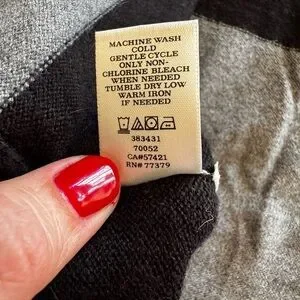 MACHINE WASH
COLD
GENTLE CYCLE
ONLY NON-
CHLORINE BLEACH
WHEN NEEDED
TUMBLE DRY LOW
WARM IRON
IF NEEDED
383431
70052
CA#57421
RN# 77379